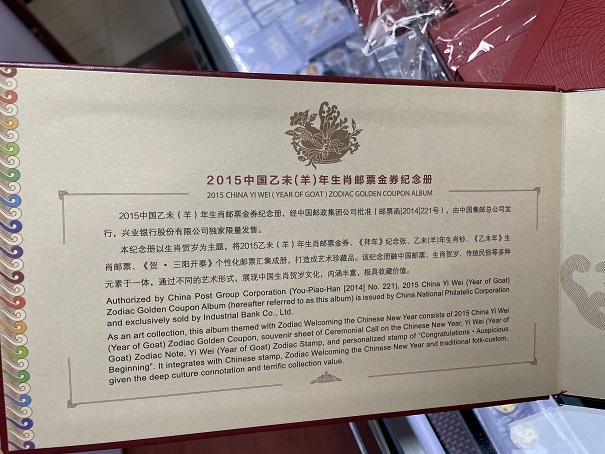 2015中国乙未(羊)年生肖邮票金券纪念册
2015 CHINA YI WEI (YEAR OF GOAT) ZODIAC GOLDEN COUPON ALBUM
2015中国乙未(羊)年生肖邮票金券纪念册，经中国邮政集团公司批准(邮票函[2014]221号)，由中国集邮总公司发
行，兴业银行股份有限公司独家限量发售。
本纪念册以生肖贺岁为主题，将2015乙未(羊)年生肖邮票金券、《拜年》纪念张、乙未(羊)年生肖钞、《乙未年》生
肖邮票、《贺·三阳开泰》个性化邮票汇集成册，打造成艺术珍藏品。该纪念册融中国邮票、生肖贺岁、传统民俗等多种
元素于一体，通过不同的艺术形式，展现中国生肖贺岁文化，内涵丰富，极具收藏价值。
Authorized by China Post Group Corporation (You-Piao-Han [2014] No. 221), 2015 China Yi Wei (Year of Goat)
Zodiac Golden Coupon Album (hereafter referred to as this album) is issued by China National Philatelic Corporation
and exclusively sold by Industrial Bank Co., Ltd.
As an art collection, this album themed with Zodiac Welcoming the Chinese New Year consists of 2015 China Yi Wei
(Year of Goat) Zodiac Golden Coupon, souvenir sheet of Ceremonial Call on the Chinese New Year, Yi Wei (Year of
Goat) Zodiac Note, Yi Wei (Year of Goat) Zodiac Stamp, and personalized stamp of "Congratulations·Auspicious
Beginning". It integrates with Chinese stamp, Zodiac Welcoming the Chinese New Year and traditional folk-custom,
given the deep culture connotation and terrific collection value.